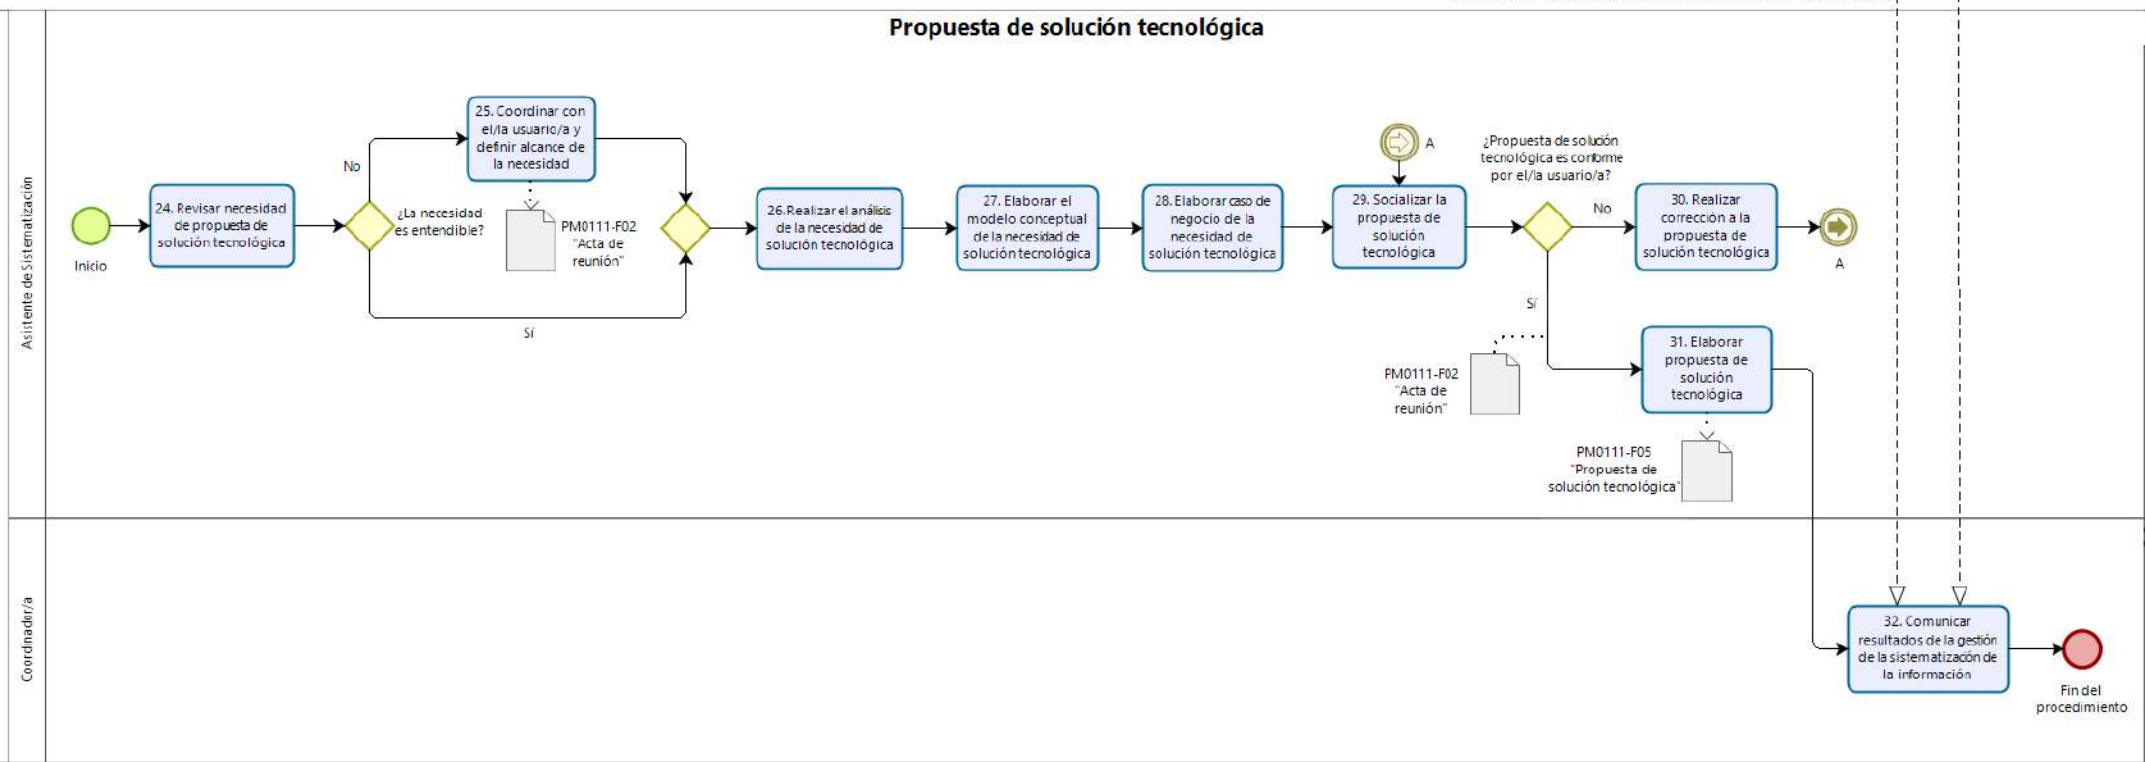 Propuesta de solución tecnológica
Asistente de Sistematización
Inicio
24. Revisar necesidad
de propuesta de
solución tecnológica
No
¿La necesidad
es entendible?
Sí
25. Coordinar con
el/la usuario/a y
definir alcance de
la necesidad
PM0111-F02
"Acta de
reunión"
26.Realizar el análisis
de la necesidad de
solución tecnológica
27. Elaborar el
modelo conceptual
de la necesidad de
solución tecnológica
28. Elaborar caso de
negocio de la
necesidad de
solución tecnológica
A
29. Socializar la
propuesta de
solución
tecnológica
¿Propuesta de solución
tecnológica es conforme
por el/la usuario/a?
No
30. Realizar
corrección a la
propuesta de
solución tecnológica
A
Sí
PM0111-F02
"Acta de
reunión"
31. Elaborar
propuesta de
solución
tecnológica
PM0111-F05
"Propuesta de
solución tecnológica"
Coordinador/a
32. Comunicar
resultados de la gestión
de la sistematización de
la información
Fin del
procedimiento